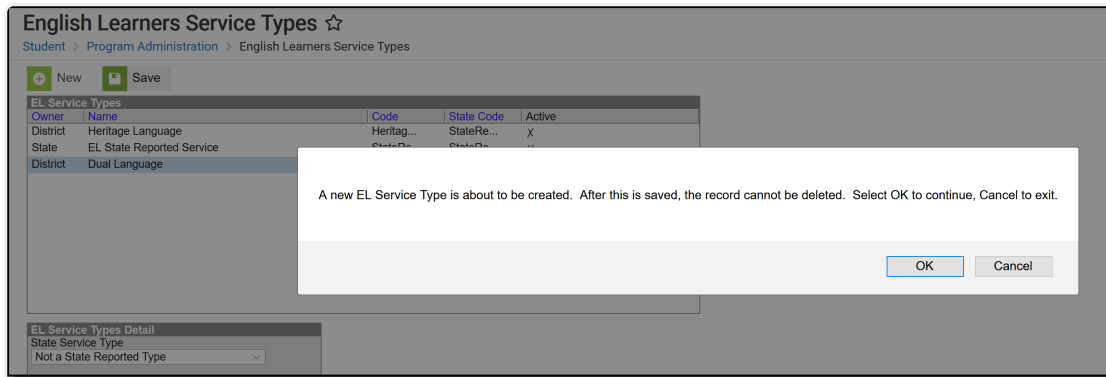 English Learners Service Types
Student > Program Administration > English Learners Service Types
New Save
EL Service Types
Owner Name Code State Code Active
District Heritage Language Heritag... StateRe... X
State EL State Reported Service StateRe... StateRe...
District Dual Language
A new EL Service Type is about to be created. After this is saved, the record cannot be deleted. Select OK to continue, Cancel to exit.
OK Cancel
EL Service Types Detail
State Service Type
Not a State Reported Type